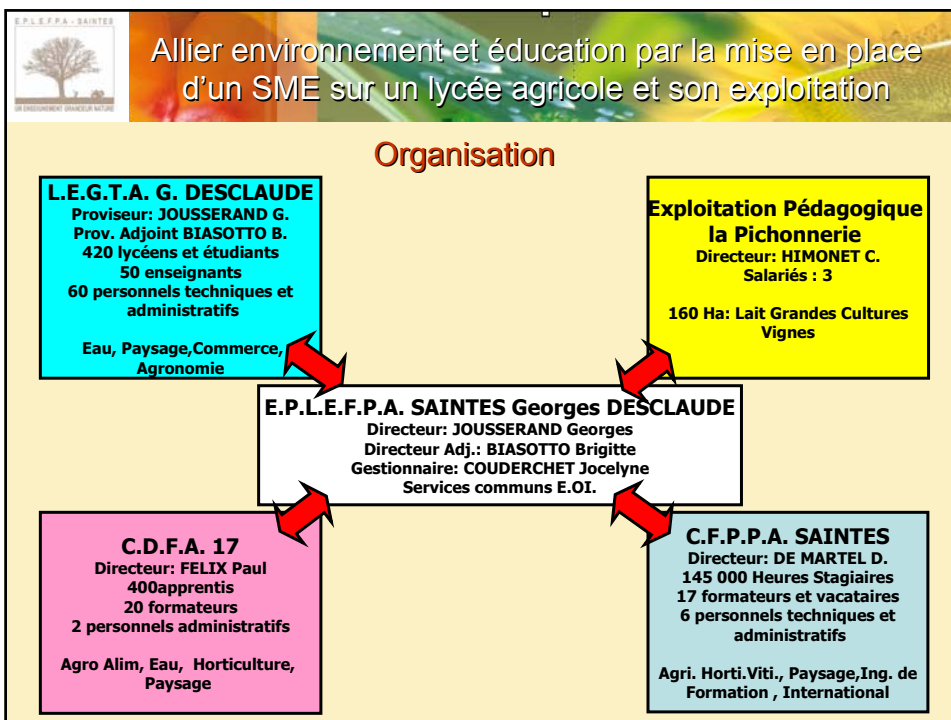 E.P.L.E.F.P.A - SAINTES
UN ENSEIGNEMENT GRANDEUR NATURE
Allier environnement et éducation par la mise en place
d'un SME sur un lycée agricole et son exploitation
Organisation
L.E.G.T.A. G. DESCLAUDE
Proviseur: JOUSSERAND G.
Prov. Adjoint BIASOTTO B.
420 lycéens et étudiants
50 enseignants
60 personnels techniques et
administratifs
Eau, Paysage,Commerce,
Agronomie
Exploitation Pédagogique
la Pichonnerie
Directeur: HIMONET C.
Salariés : 3
160 Ha: Lait Grandes Cultures
Vignes
E.P.L.E.F.P.A. SAINTES Georges DESCLAUDE
Directeur: JOUSSERAND Georges
Directeur Adj.: BIASOTTO Brigitte
Gestionnaire: COUDERCHET Jocelyne
Services communs E.OI.
C.D.F.A. 17
Directeur: FELIX Paul
400apprentis
20 formateurs
2 personnels administratifs
Agro Alim, Eau, Horticulture,
Paysage
C.F.P.P.A. SAINTES
Directeur: DE MARTEL D.
145 000 Heures Stagiaires
17 formateurs et vacataires
6 personnels techniques et
administratifs
Agri. Horti.Viti., Paysage,Ing. de
Formation , International